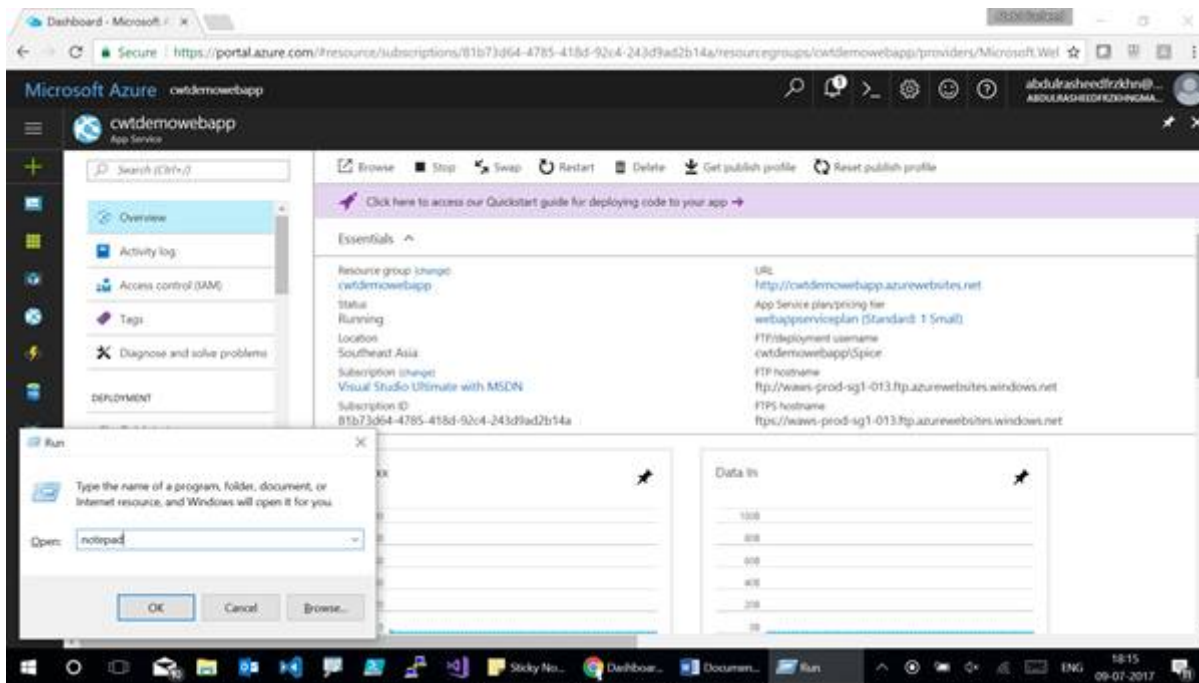 Dashboard - Microsoft
Secure https://portal.azure.com/#resource/subscriptions/81b73d64-4785-418d-92c4-243d9ad2b14a/resourcegroups/cwtdemowebapp/providers/Microsoft.Wel
Microsoft Azure cwtdemowebapp
abdulrasheedfrzkhn@...
cwtdemowebapp
App Service
Search (Ctrl+/)
Browse Stop Swap Restart Delete Get publish profile Reset publish profile
Click here to access our Quickstart guide for deploying code to your app →
Overview
Activity log
Access control (IAM)
Tags
Diagnose and solve problems
DEPLOYMENT
Essentials
Resource group (change)
cwtdemowebapp
Status
Running
Location
Southeast Asia
Subscription (change)
Visual Studio Ultimate with MSDN
Subscription ID
81b73d64-4785-418d-92c4-243d9ad2b14a
URL
http://cwtdemowebapp.azurewebsites.net
App Service plan/pricing tier
webappserviceplan (Standard: 1 Small)
FTP/deployment username
cwtdemowebapp\Spice
FTP hostname
ftp://waws-prod-sg1-013.ftp.azurewebsites.windows.net
FTPS hostname
ftps://waws-prod-sg1-013.ftp.azurewebsites.windows.net
Data In
100B
80B
60B
40B
20B
0B
Run
Type the name of a program, folder, document, or
Internet resource, and Windows will open it for you.
Open: notepad
OK Cancel Browse...
Sticky No... Dashboar... Documen... Run
ENG
18:15
09-07-2017